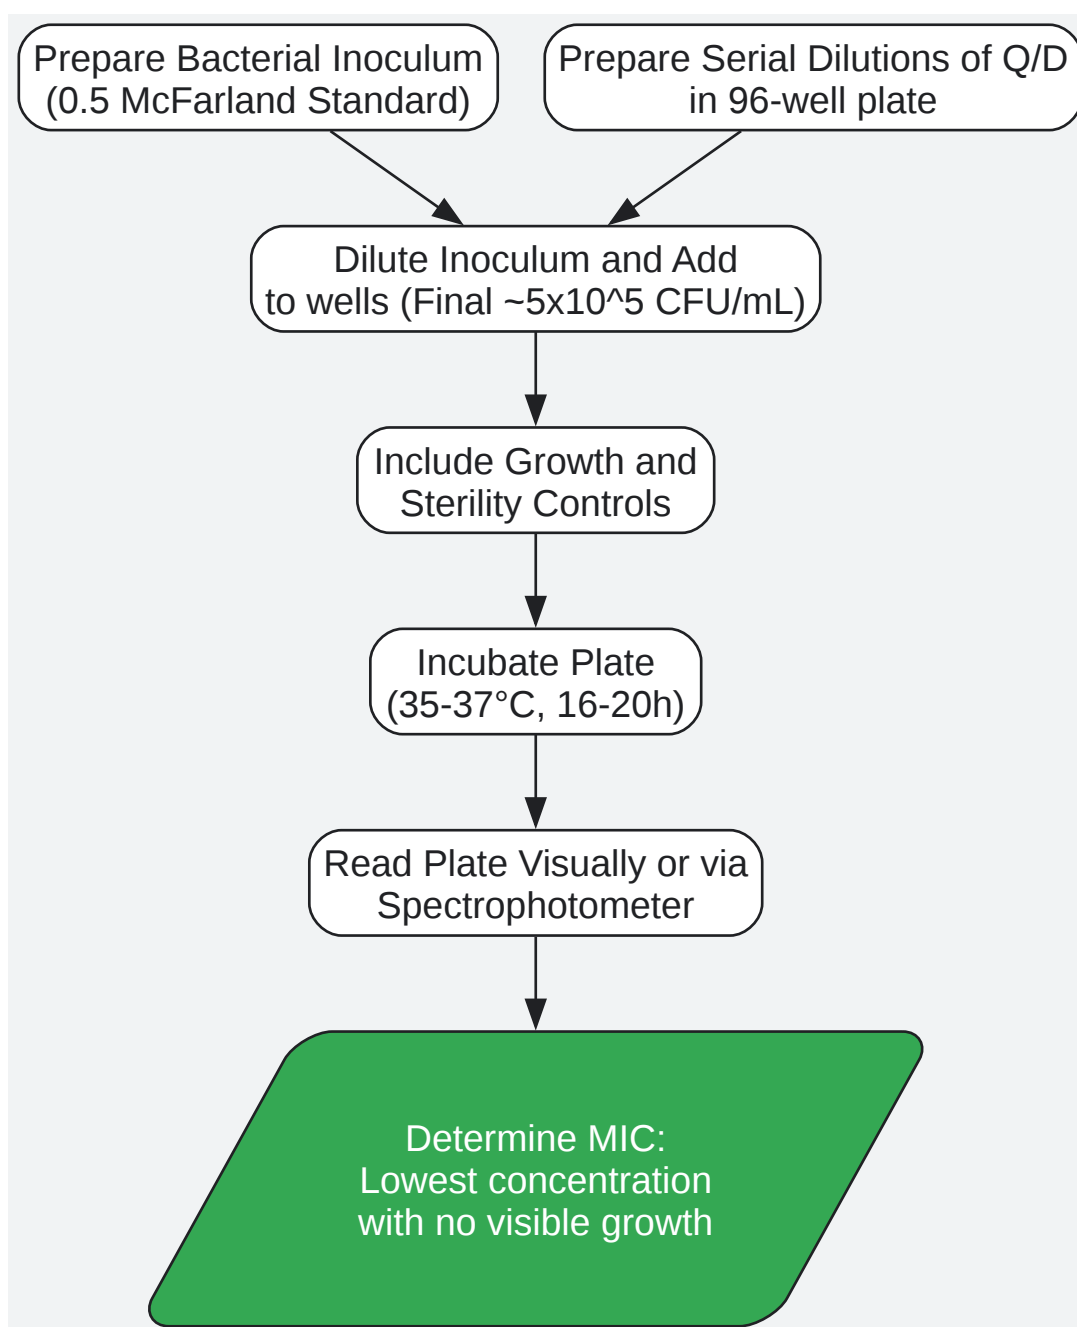 Prepare Bacterial Inoculum
(0.5 McFarland Standard)
Prepare Serial Dilutions of Q/D
in 96-well plate
Dilute Inoculum and Add
to wells (Final ~5x10^5 CFU/mL)
Include Growth and
Sterility Controls
Incubate Plate
(35-37°C, 16-20h)
Read Plate Visually or via
Spectrophotometer
Determine MIC:
Lowest concentration
with no visible growth